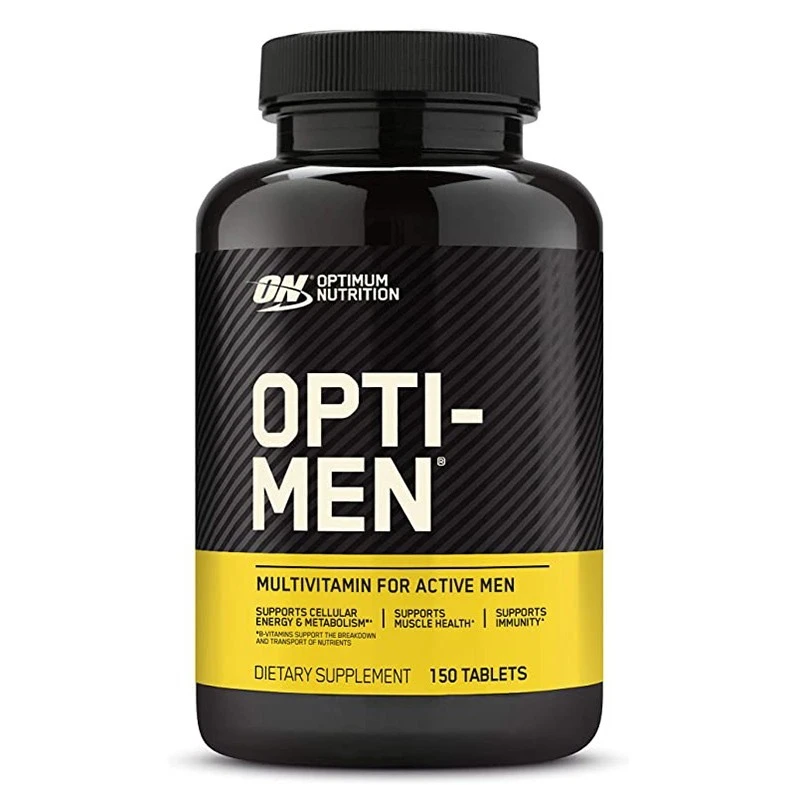 ON® OPTIMUM
NUTRITION
OPTI-
MEN®
MULTIVITAMIN FOR ACTIVE MEN
SUPPORTS CELLULAR
ENERGY & METABOLISM**^
*B-VITAMINS SUPPORT THE BREAKDOWN
AND TRANSPORT OF NUTRIENTS
SUPPORTS
MUSCLE HEALTH^
SUPPORTS
IMMUNITY^
DIETARY SUPPLEMENT 150 TABLETS